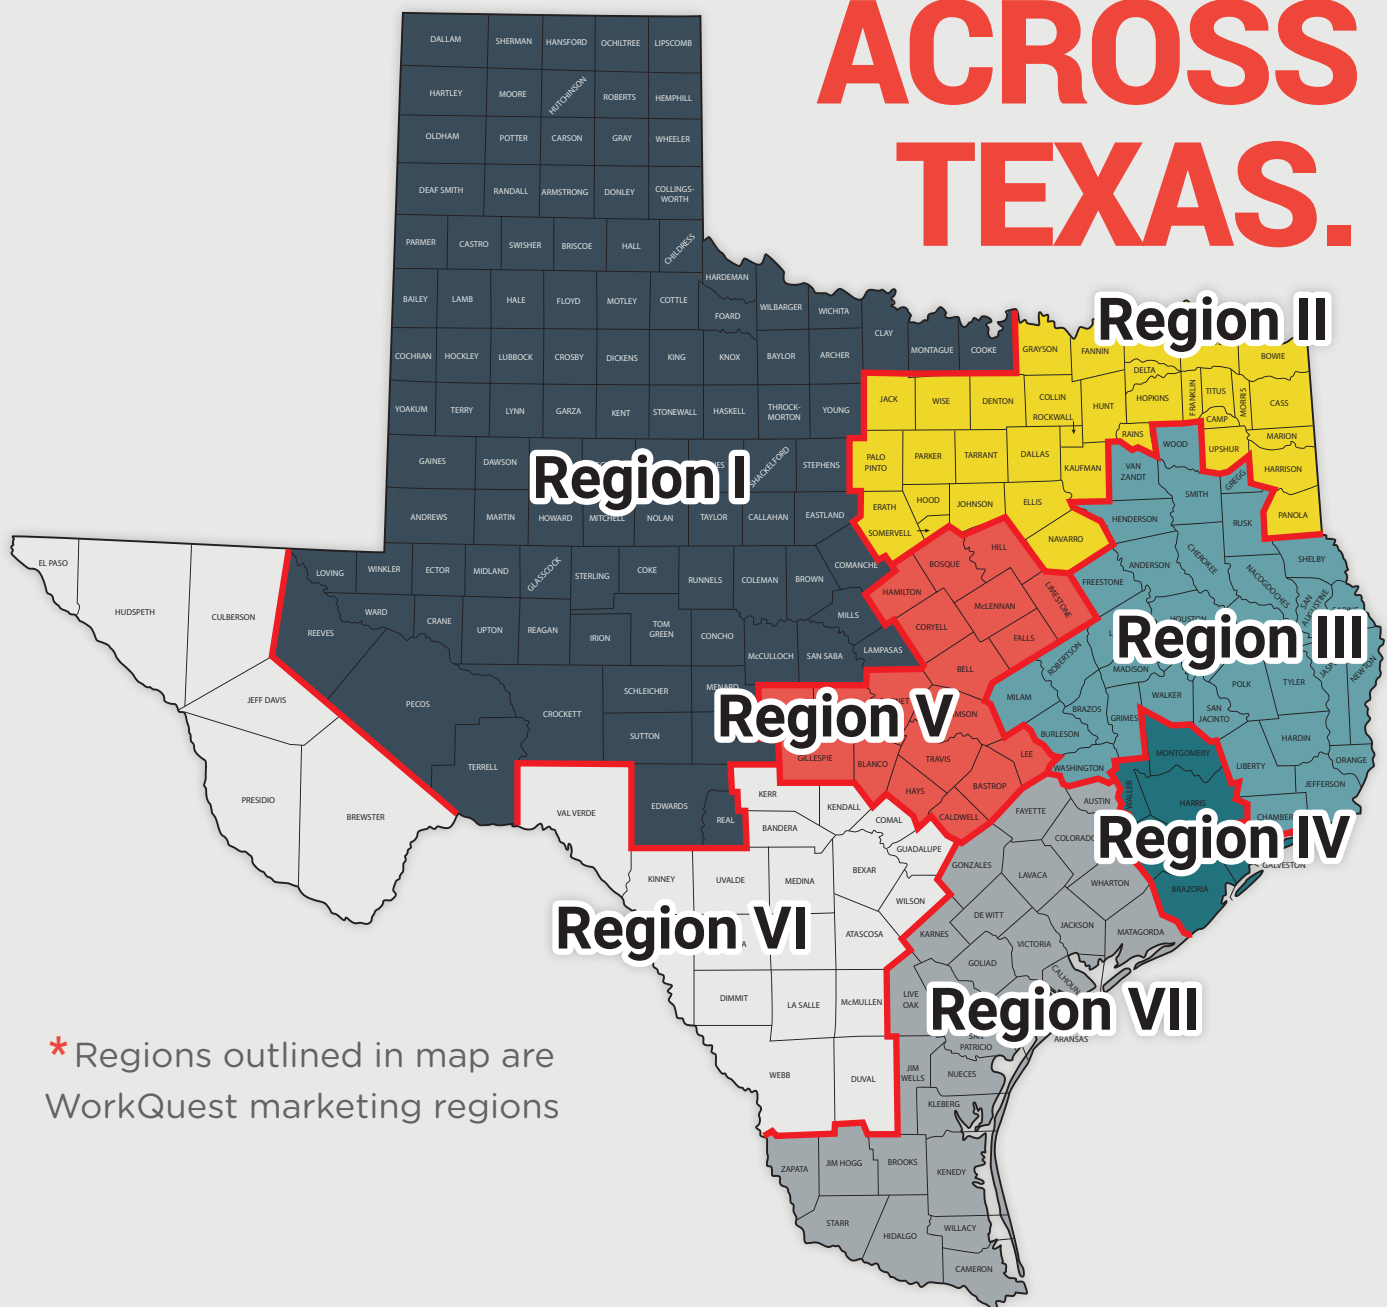 ACROSS
TEXAS.
DALLAM SHERMAN HANSFORD OCHILTREE LIPSCOMB
HARTLEY MOORE HUTCHINSON ROBERTS HEMPHILL
OLDHAM POTTER CARSON GRAY WHEELER
DEAF SMITH RANDALL ARMSTRONG DONLEY COLLINGS-
WORTH
PARMER CASTRO SWISHER BRISCOE HALL CHILDRESS
HARDEMAN
BAILEY LAMB HALE FLOYD MOTLEY COTTLE FOARD WILBARGER WICHITA
Region II
CLAY MONTAGUE COOKE GRAYSON FANNIN BOWIE
COCHRAN HOCKLEY LUBBOCK CROSBY DICKENS KING KNOX BAYLOR ARCHER
DELTA FRANKLIN TITUS MORRIS CASS
YOAKUM TERRY LYNN GARZA KENT STONEWALL HASKELL THROCK-
MORTON YOUNG JACK WISE DENTON COLLIN ROCKWALL HUNT HOPKINS CAMP
RAINS WOOD UPSHUR MARION
GAINES DAWSON SHACKELFORD STEPHENS PALO
PINTO PARKER TARRANT DALLAS KAUFMAN VAN
ZANDT SMITH GREGG HARRISON
Region I
ANDREWS MARTIN HOWARD MITCHELL NOLAN TAYLOR CALLAHAN EASTLAND ERATH HOOD JOHNSON ELLIS HENDERSON RUSK PANOLA
SOMERVELL NAVARRO
EL PASO HUDSPETH CULBERSON
LOVING WINKLER ECTOR MIDLAND GLASSCOCK STERLING COKE RUNNELS COLEMAN BROWN COMANCHE BOSQUE HILL FREESTONE ANDERSON CHEROKEE NACOGDOCHES SHELBY
HAMILTON McLENNAN LIMESTONE SAN
AUGUSTINE
REEVES WARD CRANE UPTON REAGAN IRION TOM
GREEN CONCHO MILLS CORYELL FALLS
McCULLOCH SAN SABA LAMPASAS BELL ROBERTSON
Region III
NEWTON
JEFF DAVIS PECOS CROCKETT SCHLEICHER MENARD MILAM MADISON WALKER POLK TYLER
BRAZOS GRIMES SAN
JACINTO
Region V
SUTTON TERRELL BURLESON HARDIN
GILLESPIE BLANCO TRAVIS LEE WASHINGTON MONTGOMERY LIBERTY ORANGE
PRESIDIO BREWSTER VAL VERDE EDWARDS REAL KERR KENDALL HAYS BASTROP AUSTIN WALLER HARRIS JEFFERSON
BANDERA COMAL CALDWELL FAYETTE
Region IV
GUADALUPE GONZALES LAVACA GALVESTON
KINNEY UVALDE MEDINA BEXAR WILSON WHARTON BRAZORIA
Region VI
ATASCOSA KARNES DE WITT JACKSON MATAGORDA
VICTORIA
GOLIAD CALHOUN
DIMMIT LA SALLE McMULLEN LIVE
OAK
Region VII
SAN
PATRICIO ARANSAS
WEBB DUVAL JIM
WELLS NUECES
KLEBERG
ZAPATA JIM HOGG BROOKS KENEDY
STARR HIDALGO WILLACY
CAMERON
* Regions outlined in map are
WorkQuest marketing regions